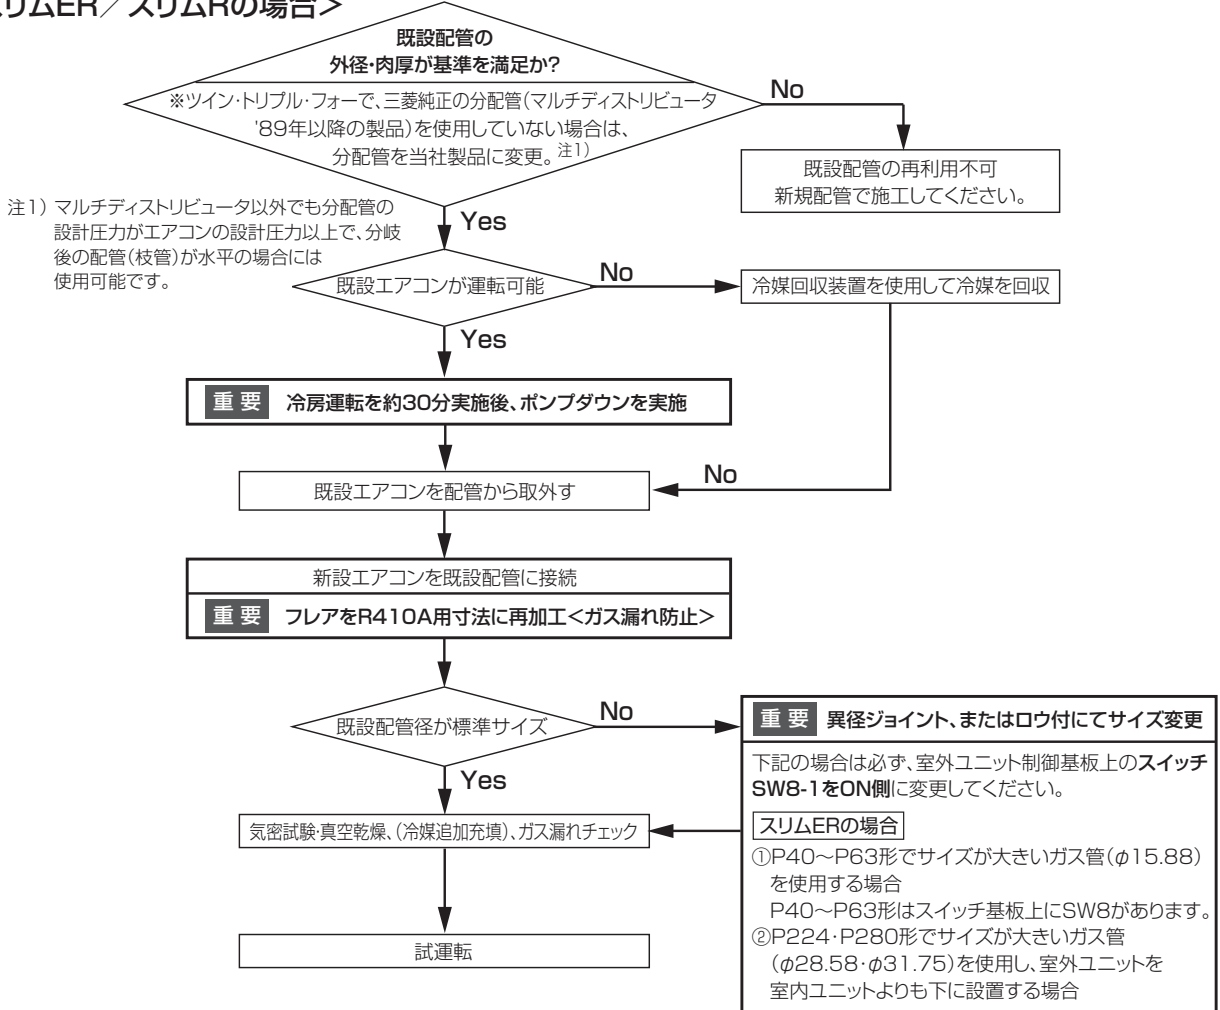 スリムER／スリムRの場合＞
既設配管の
外径・肉厚が基準を満足か?
※ツイン・トリプル・フォーで、三菱純正の分配管（マルチディストリビュータ
'89年以降の製品）を使用していない場合は、
分配管を当社製品に変更。注1）
No
既設配管の再利用不可
新規配管で施工してください。
注1） マルチディストリビュータ以外でも分配管の
設計圧力がエアコンの設計圧力以上で、分岐
後の配管（枝管）が水平の場合には
使用可能です。
Yes
既設エアコンが運転可能
No
冷媒回収装置を使用して冷媒を回収
Yes
重要 冷房運転を約30分実施後、ポンプダウンを実施
No
既設エアコンを配管から取外す
新設エアコンを既設配管に接続
重要 フレアをR410A用寸法に再加工＜ガス漏れ防止＞
既設配管径が標準サイズ
No
重要 異径ジョイント、またはロウ付にてサイズ変更
下記の場合は必ず、室外ユニット制御基板上のスイッチ
SW8-1をON側に変更してください。
スリムERの場合
①P40〜P63形でサイズが大きいガス管（φ15.88）
を使用する場合
P40〜P63形はスイッチ基板上にSW8があります。
②P224・P280形でサイズが大きいガス管
（φ28.58・φ31.75）を使用し、室外ユニットを
室内ユニットよりも下に設置する場合
Yes
気密試験・真空乾燥、（冷媒追加充填）、ガス漏れチェック
試運転